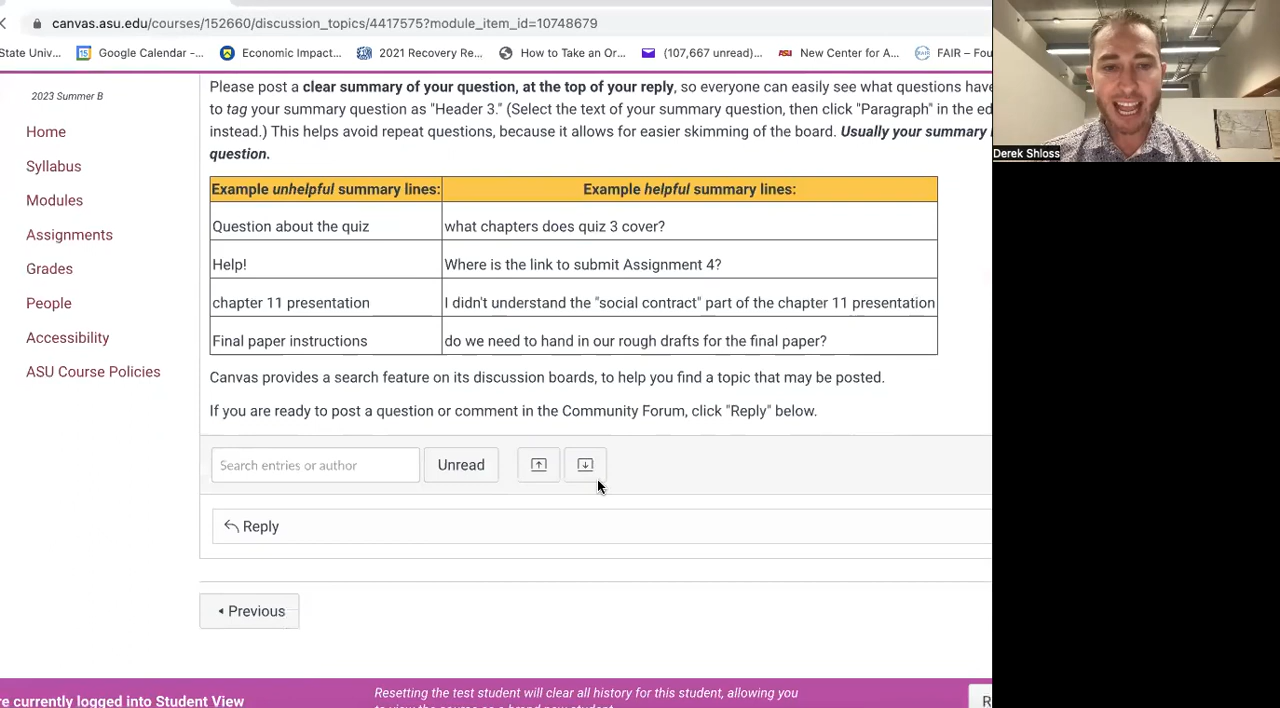 canvas.asu.edu/courses/152660/discussion_topics/4417575?module_item_id=10748679
State Univ... Google Calendar -... Economic Impact... 2021 Recovery Re... How to Take an Or... (107,667 unread)... New Center for A... FAIR – Fou
Please post a clear summary of your question, at the top of your reply, so everyone can easily see what questions have
2023 Summer B
to tag your summary question as "Header 3." (Select the text of your summary question, then click "Paragraph" in the ed
instead.) This helps avoid repeat questions, because it allows for easier skimming of the board. Usually your summary
question.
Home
Syllabus
Modules
Assignments
Grades
People
Accessibility
ASU Course Policies
Example unhelpful summary lines: Example helpful summary lines:
Question about the quiz what chapters does quiz 3 cover?
Help! Where is the link to submit Assignment 4?
chapter 11 presentation I didn't understand the "social contract" part of the chapter 11 presentation
Final paper instructions do we need to hand in our rough drafts for the final paper?
Canvas provides a search feature on its discussion boards, to help you find a topic that may be posted.
If you are ready to post a question or comment in the Community Forum, click "Reply" below.
Search entries or author Unread
Reply
Previous
re currently logged into Student View
Resetting the test student will clear all history for this student, allowing you
to view the course as a brand new student
R
Derek Shloss